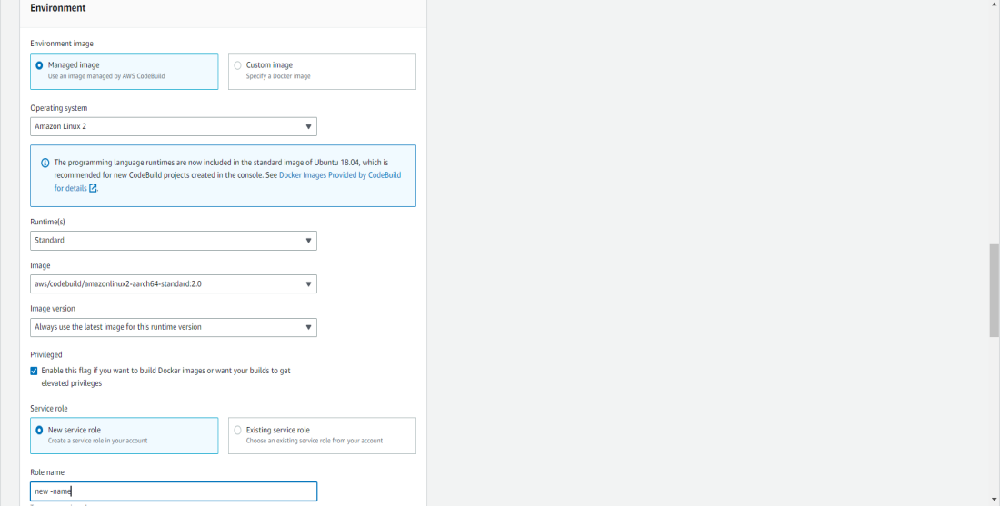 Environment
Environment image
Managed image
Use an image managed by AWS CodeBuild
Custom image
Specify a Docker image
Operating system
Amazon Linux 2
The programming language runtimes are now included in the standard image of Ubuntu 18.04, which is
recommended for new CodeBuild projects created in the console. See Docker Images Provided by CodeBuild
for details.
Runtime(s)
Standard
Image
aws/codebuild/amazonlinux2-aarch64-standard:2.0
Image version
Always use the latest image for this runtime version
Privileged
Enable this flag if you want to build Docker images or want your builds to get
elevated privileges
Service role
New service role
Create a service role in your account
Existing service role
Choose an existing service role from your account
Role name
new -name